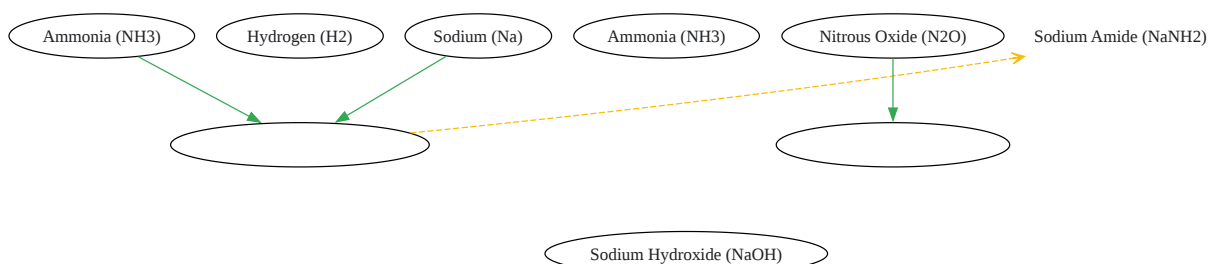 Ammonia (NH3)
Hydrogen (H2)
Sodium (Na)
Ammonia (NH3)
Nitrous Oxide (N2O)
Sodium Amide (NaNH2)
Sodium Hydroxide (NaOH)